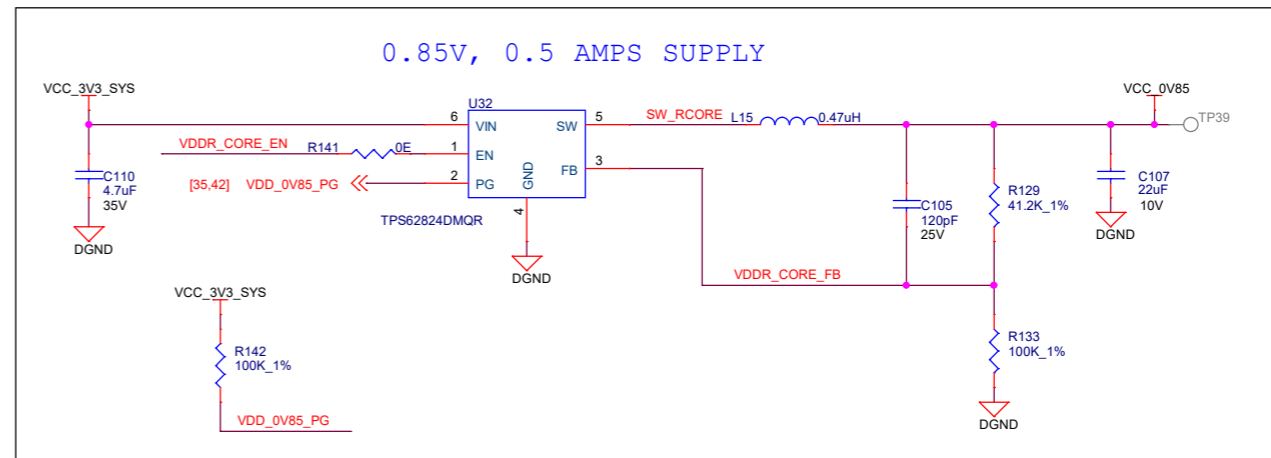 0.85V, 0.5 AMPS SUPPLY
VCC_3V3_SYS
VCC_0V85
U32
6 VIN SW 5
SW_RCORE
L15 0.47uH
TP39
VDDR_CORE_EN
R141 0E
1 EN
FB 3
GND
[35,42] VDD_0V85_PG
2 PG
4
TPS62824DMQR
DGND
C110
4.7uF
35V
DGND
C105
120pF
25V
R129
41.2K_1%
C107
22uF
10V
DGND
VDDR_CORE_FB
VCC_3V3_SYS
R142
100K_1%
VDD_0V85_PG
R133
100K_1%
DGND